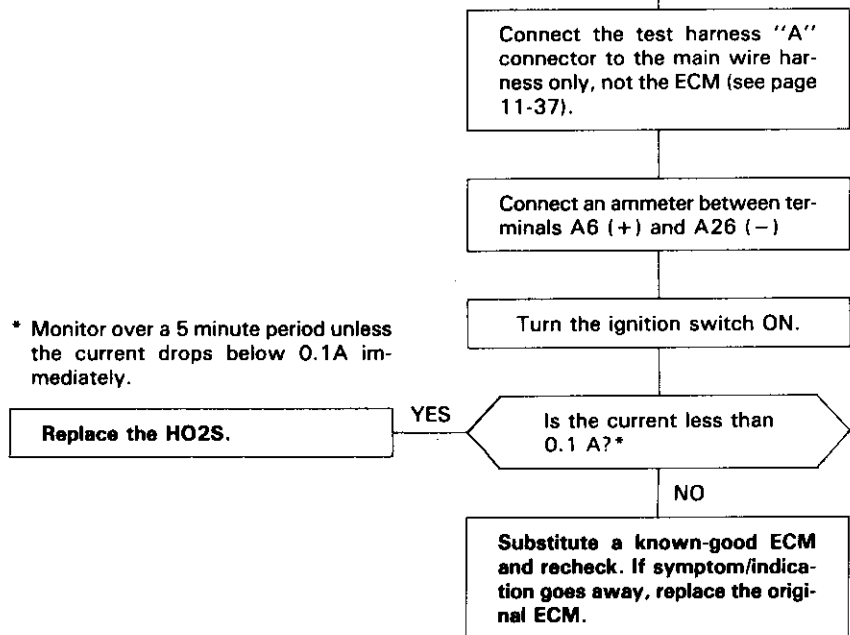 Connect the test harness "A"
connector to the main wire har-
ness only, not the ECM (see page
11-37).
Connect an ammeter between ter-
minals A6 (+) and A26 (−)
Turn the ignition switch ON.
* Monitor over a 5 minute period unless
the current drops below 0.1A im-
mediately.
Is the current less than
0.1 A?*
YES
Replace the HO2S.
NO
Substitute a known-good ECM
and recheck. If symptom/indica-
tion goes away, replace the origi-
nal ECM.